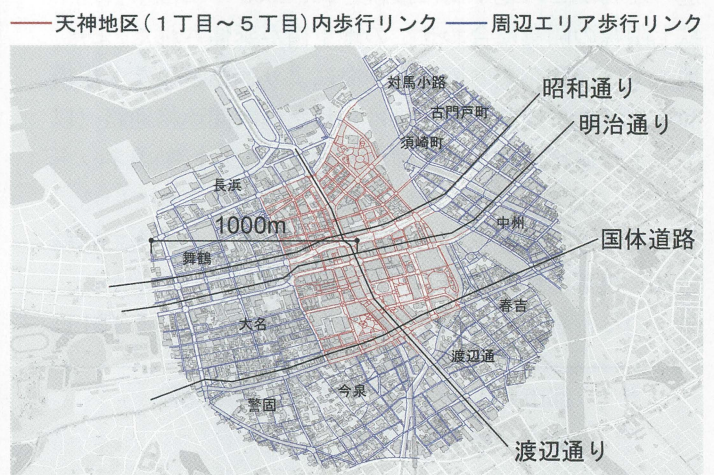 天神地区(1丁目～5丁目)内歩行リンク 周辺エリア歩行リンク
対馬小路
昭和通り
古門戸町
明治通り
須崎町
長浜
1000m
中州
国体道路
舞鶴
春吉
大名
渡辺通
今泉
警固
渡辺通り